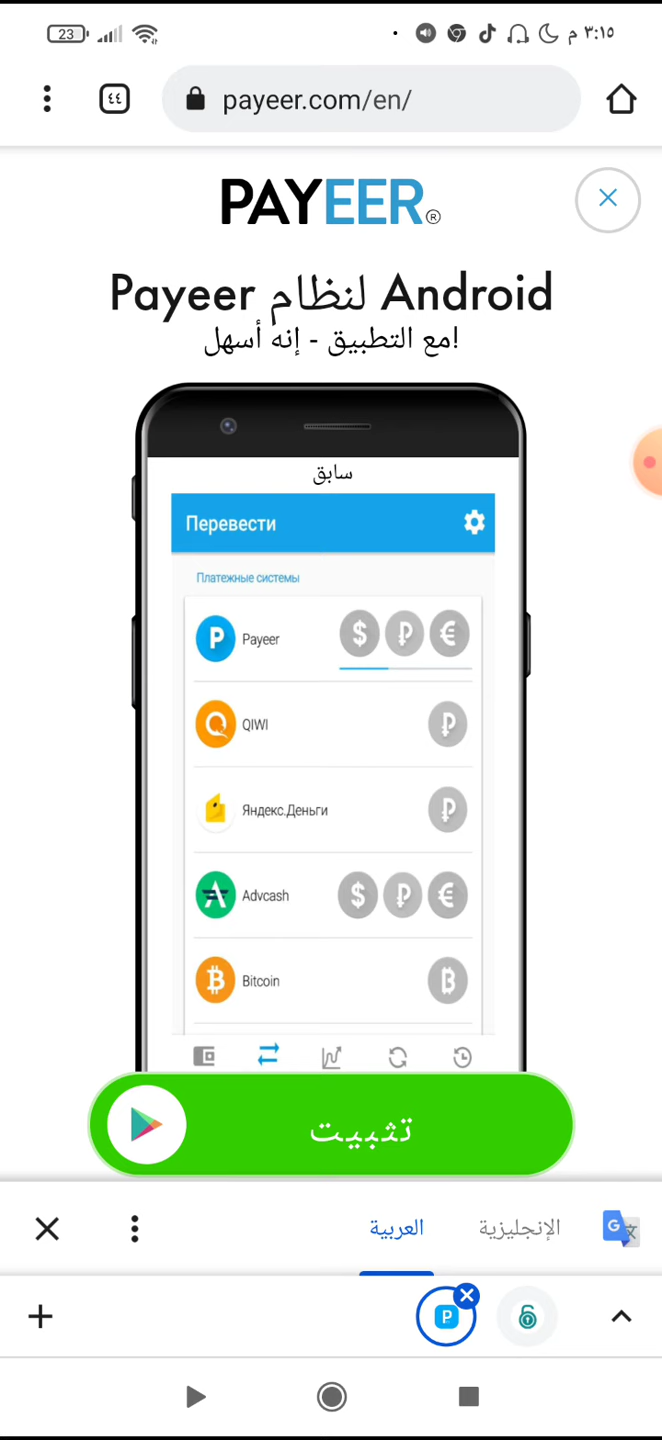 23
م ٣:١٥
٤٤
payeer.com/en/
PAYEER®
Payeer لنظام Android
مع التطبيق - إنه أسهل!
سابق
Перевести
Платежные системы
Payeer
QIWI
Яндекс.Деньги
Advcash
Bitcoin
تثبيت
العربية
الإنجليزية